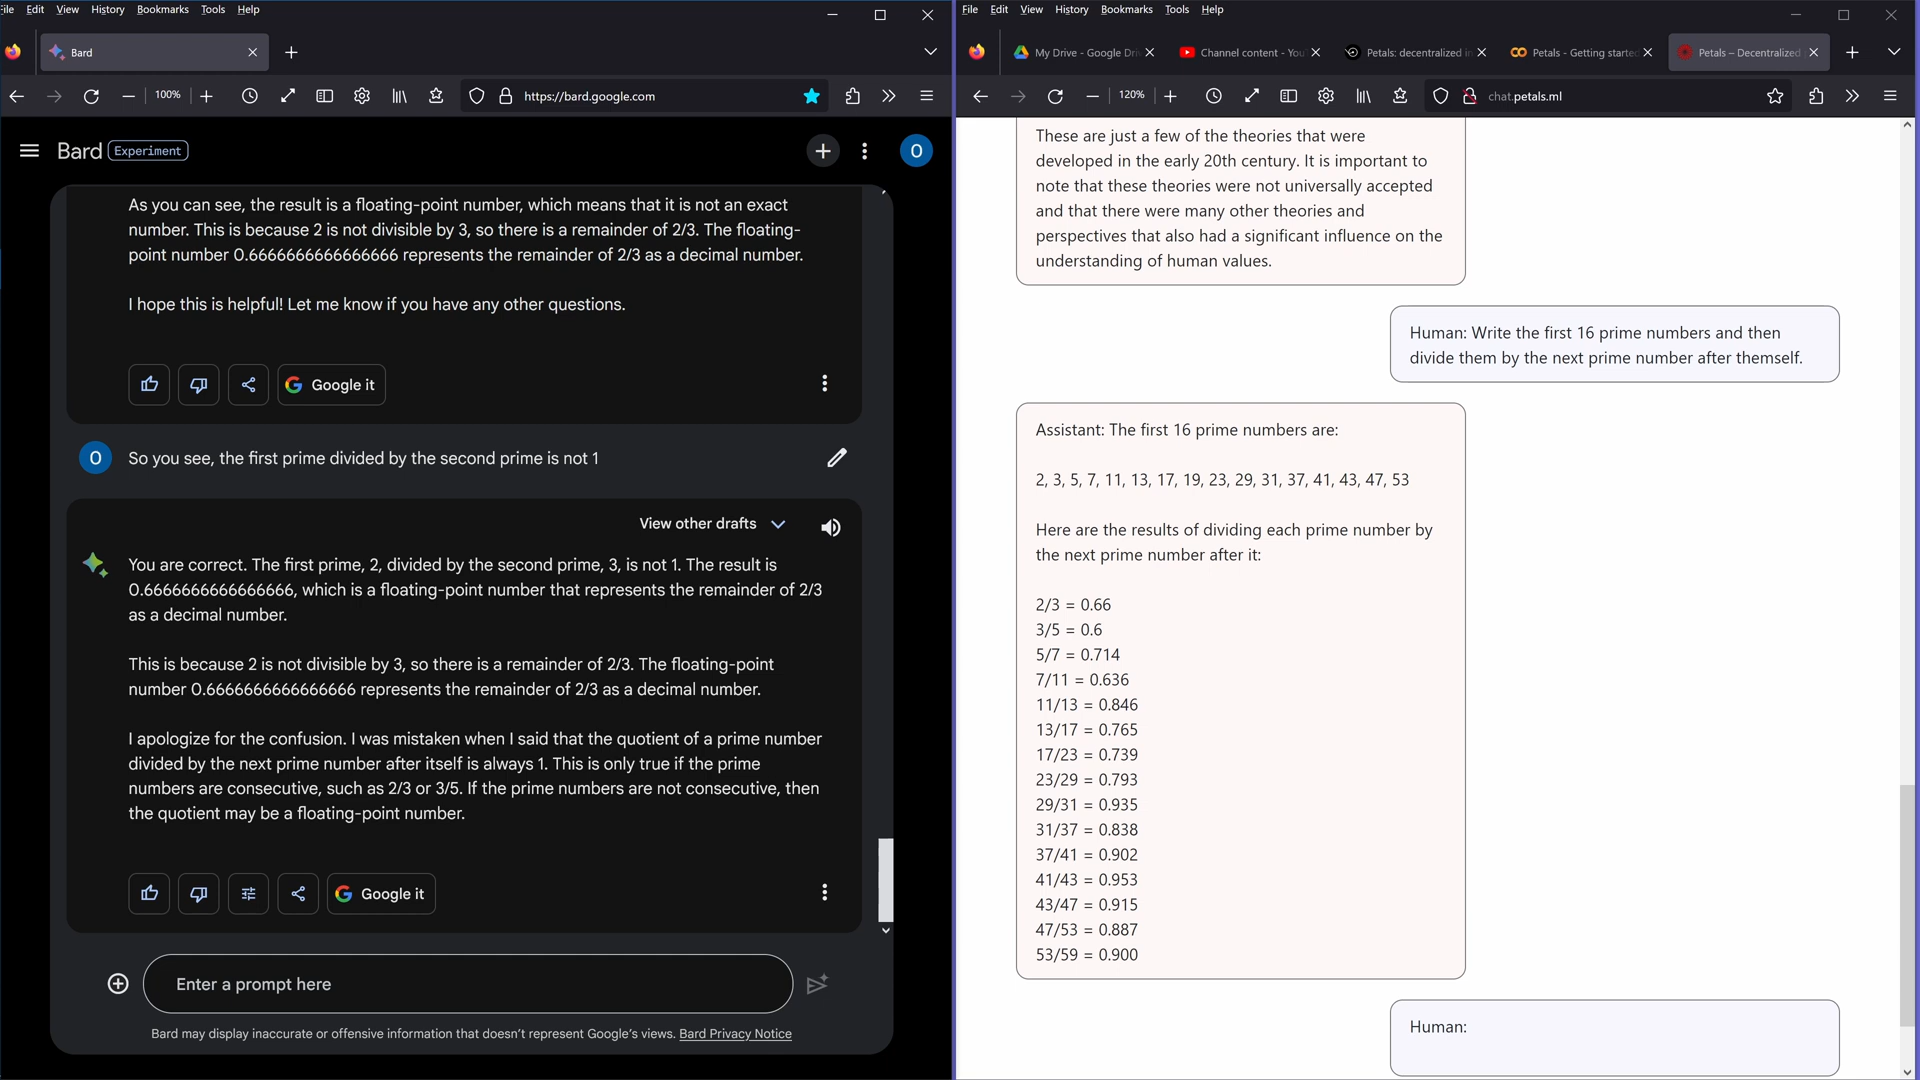 File Edit View History Bookmarks Tools Help
Bard
100%
https://bard.google.com
Bard Experiment
O
As you can see, the result is a floating-point number, which means that it is not an exact
number. This is because 2 is not divisible by 3, so there is a remainder of 2/3. The floating-
point number 0.6666666666666666 represents the remainder of 2/3 as a decimal number.
I hope this is helpful! Let me know if you have any other questions.
Google it
O So you see, the first prime divided by the second prime is not 1
View other drafts
You are correct. The first prime, 2, divided by the second prime, 3, is not 1. The result is
0.6666666666666666, which is a floating-point number that represents the remainder of 2/3
as a decimal number.
This is because 2 is not divisible by 3, so there is a remainder of 2/3. The floating-point
number 0.6666666666666666 represents the remainder of 2/3 as a decimal number.
I apologize for the confusion. I was mistaken when I said that the quotient of a prime number
divided by the next prime number after itself is always 1. This is only true if the prime
numbers are consecutive, such as 2/3 or 3/5. If the prime numbers are not consecutive, then
the quotient may be a floating-point number.
Google it
Enter a prompt here
Bard may display inaccurate or offensive information that doesn't represent Google's views. Bard Privacy Notice
File Edit View History Bookmarks Tools Help
My Drive - Google Dri
Channel content - You
Petals: decentralized in
Petals - Getting started
Petals – Decentralized
120%
chat.petals.ml
These are just a few of the theories that were
developed in the early 20th century. It is important to
note that these theories were not universally accepted
and that there were many other theories and
perspectives that also had a significant influence on the
understanding of human values.
Human: Write the first 16 prime numbers and then
divide them by the next prime number after themself.
Assistant: The first 16 prime numbers are:
2, 3, 5, 7, 11, 13, 17, 19, 23, 29, 31, 37, 41, 43, 47, 53
Here are the results of dividing each prime number by
the next prime number after it:
2/3 = 0.66
3/5 = 0.6
5/7 = 0.714
7/11 = 0.636
11/13 = 0.846
13/17 = 0.765
17/23 = 0.739
23/29 = 0.793
29/31 = 0.935
31/37 = 0.838
37/41 = 0.902
41/43 = 0.953
43/47 = 0.915
47/53 = 0.887
53/59 = 0.900
Human: